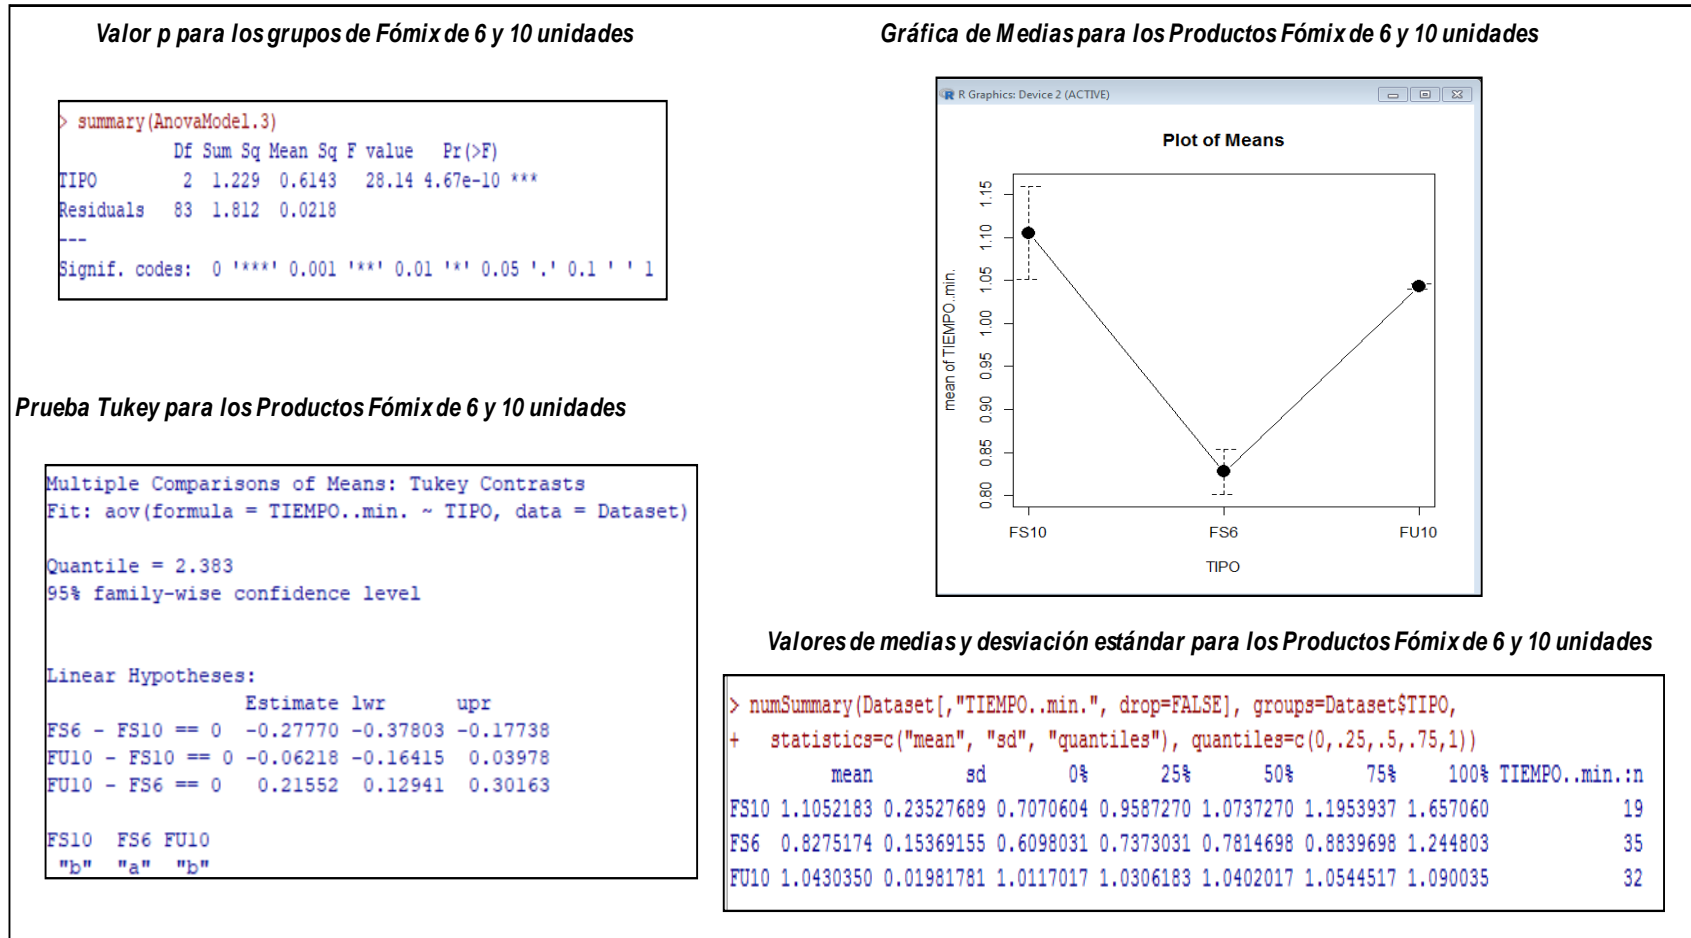 Valor p para los grupos de Fómix de 6 y 10 unidades
> summary(AnovaModel.3)
Df Sum Sq Mean Sq F value Pr(>F)
TIPO 2 1.229 0.6143 28.14 4.67e-10 ***
Residuals 83 1.812 0.0218
---
Signif. codes: 0 '***' 0.001 '**' 0.01 '*' 0.05 '.' 0.1 ' ' 1
Gráfica de Medias para los Productos Fómix de 6 y 10 unidades
R R Graphics: Device 2 (ACTIVE)
Plot of Means
mean of TIEMPO..min.
1.15
1.10
1.05
1.00
0.95
0.90
0.85
0.80
FS10 FS6 FU10
TIPO
Prueba Tukey para los Productos Fómix de 6 y 10 unidades
Multiple Comparisons of Means: Tukey Contrasts
Fit: aov(formula = TIEMPO..min. ~ TIPO, data = Dataset)
Quantile = 2.383
95% family-wise confidence level
Linear Hypotheses:
Estimate lwr upr
FS6 - FS10 == 0 -0.27770 -0.37803 -0.17738
FU10 - FS10 == 0 -0.06218 -0.16415 0.03978
FU10 - FS6 == 0 0.21552 0.12941 0.30163
FS10 FS6 FU10
"b" "a" "b"
Valores de medias y desviación estándar para los Productos Fómix de 6 y 10 unidades
> numSummary(Dataset[,"TIEMPO..min.", drop=FALSE], groups=Dataset$TIPO,
+ statistics=c("mean", "sd", "quantiles"), quantiles=c(0,.25,.5,.75,1))
mean sd 0% 25% 50% 75% 100% TIEMPO..min.:n
FS10 1.1052183 0.23527689 0.7070604 0.9587270 1.0737270 1.1953937 1.657060 19
FS6 0.8275174 0.15369155 0.6098031 0.7373031 0.7814698 0.8839698 1.244803 35
FU10 1.0430350 0.01981781 1.0117017 1.0306183 1.0402017 1.0544517 1.090035 32